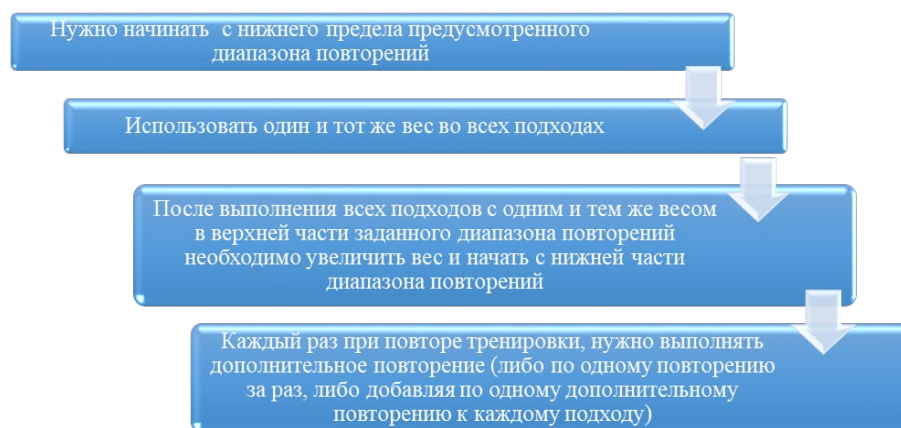 Нужно начинать с нижнего предела предусмотренного
диапазона повторений
Использовать один и тот же вес во всех подходах
После выполнения всех подходов с одним и тем же весом
в верхней части заданного диапазона повторений
необходимо увеличить вес и начать с нижней части
диапазона повторений
Каждый раз при повторе тренировки, нужно выполнять
дополнительное повторение (либо по одному повторению
за раз, либо добавляя по одному дополнительному
повторению к каждому подходу)